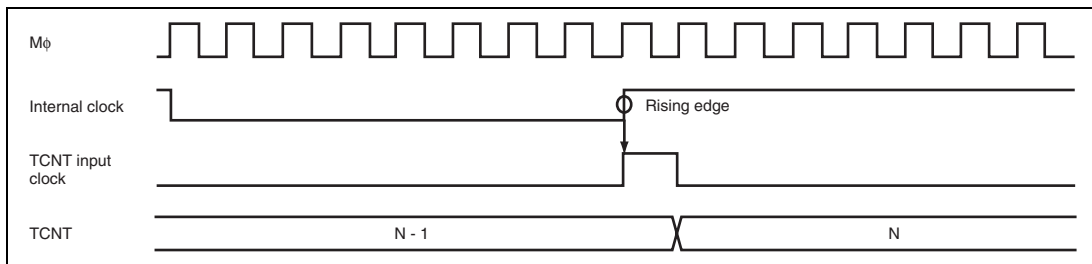 Mϕ
Internal clock
Rising edge
TCNT input
clock
TCNT
N - 1
N